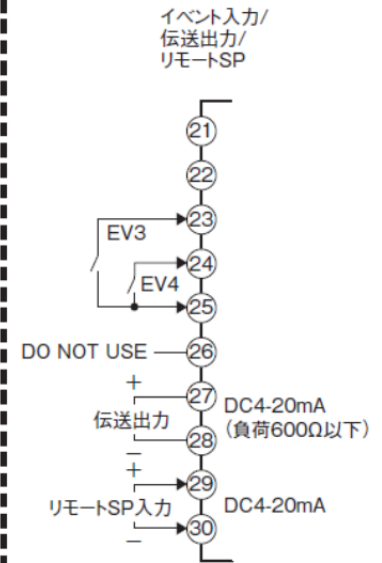 イベント入力/
伝送出力/
リモートSP
21
22
23
EV3
24
EV4
25
DO NOT USE
26
+
27
DC4-20mA
伝送出力
(負荷600Ω以下)
28
−
+
29
リモートSP入力
DC4-20mA
30
−